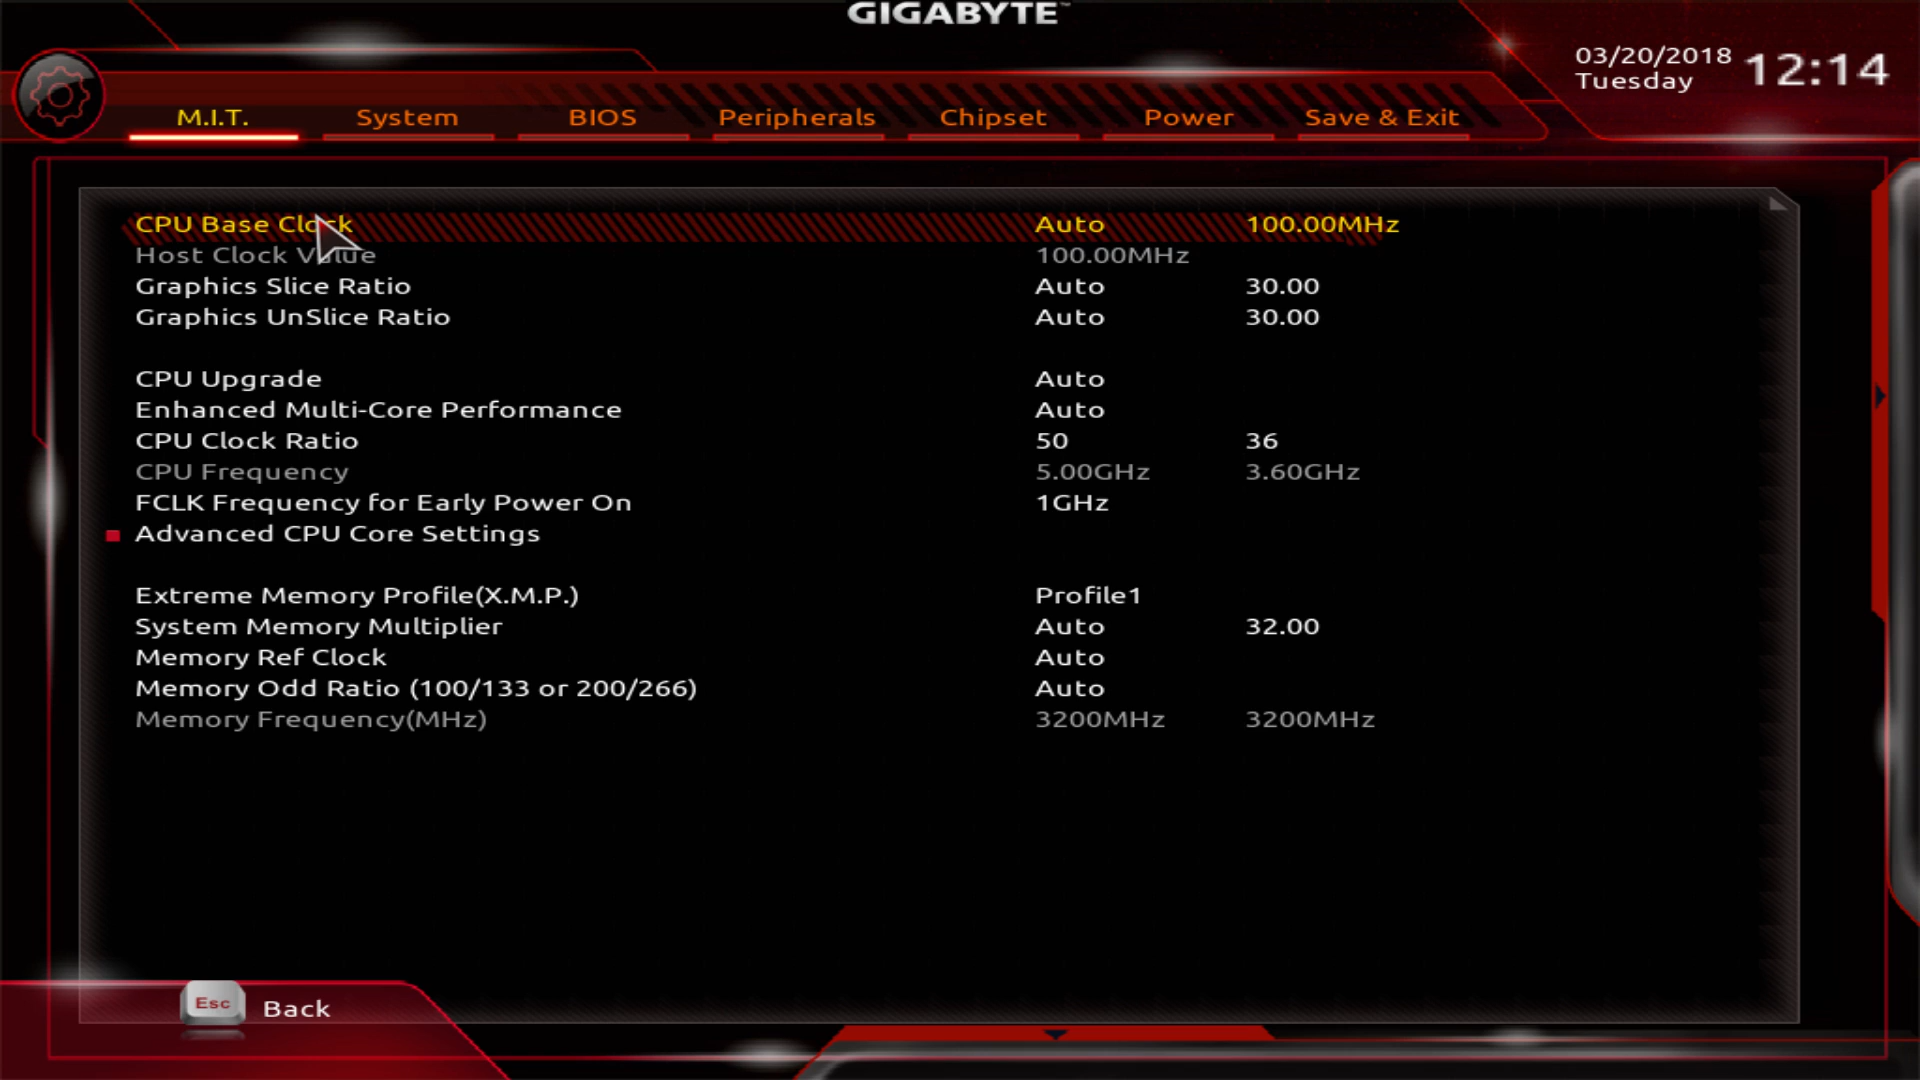 GIGABYTE™
03/20/2018
Tuesday
12:14
M.I.T. System BIOS Peripherals Chipset Power Save & Exit
CPU Base Clock Auto 100.00MHz
Host Clock Value 100.00MHz
Graphics Slice Ratio Auto 30.00
Graphics UnSlice Ratio Auto 30.00
CPU Upgrade Auto
Enhanced Multi-Core Performance Auto
CPU Clock Ratio 50 36
CPU Frequency 5.00GHz 3.60GHz
FCLK Frequency for Early Power On 1GHz
Advanced CPU Core Settings
Extreme Memory Profile(X.M.P.) Profile1
System Memory Multiplier Auto 32.00
Memory Ref Clock Auto
Memory Odd Ratio (100/133 or 200/266) Auto
Memory Frequency(MHz) 3200MHz 3200MHz
Esc Back